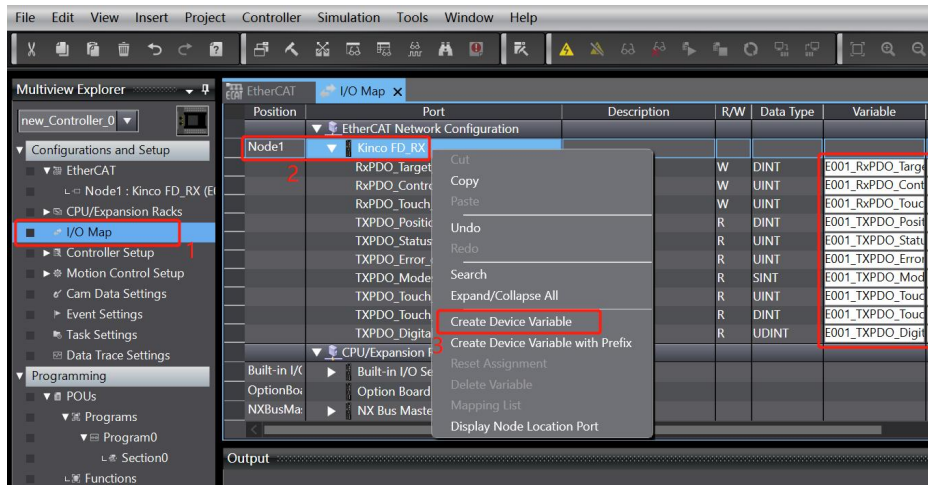 File Edit View Insert Project Controller Simulation Tools Window Help
Multiview Explorer
new_Controller_0
Configurations and Setup
EtherCAT
Node1 : Kinco FD_RX (E
CPU/Expansion Racks
I/O Map
1
Controller Setup
Motion Control Setup
Cam Data Settings
Event Settings
Task Settings
Data Trace Settings
Programming
POUs
Programs
Program0
Section0
Functions
EtherCAT I/O Map
Position Port Description R/W Data Type Variable
EtherCAT Network Configuration
Node1 Kinco FD_RX
2
RxPDO_Target W DINT E001_RxPDO_Targe
RxPDO_Contro W UINT E001_RxPDO_Cont
RxPDO_Touch_ W UINT E001_RxPDO_Touc
TXPDO_Positio R DINT E001_TXPDO_Posit
TXPDO_Status R UINT E001_TXPDO_Statu
TXPDO_Error_ R UINT E001_TXPDO_Error
TXPDO_Mode R SINT E001_TXPDO_Mod
TXPDO_Touch R UINT E001_TXPDO_Touc
TXPDO_Touch R DINT E001_TXPDO_Touc
TXPDO_Digita R UDINT E001_TXPDO_Digit
CPU/Expansion R
Built-in I/O Built-in I/O Se
OptionBoa Option Board
NXBusMa: NX Bus Maste
Cut
Copy
Paste
Undo
Redo
Search
Expand/Collapse All
Create Device Variable
3
Create Device Variable with Prefix
Reset Assignment
Delete Variable
Mapping List
Display Node Location Port
Output